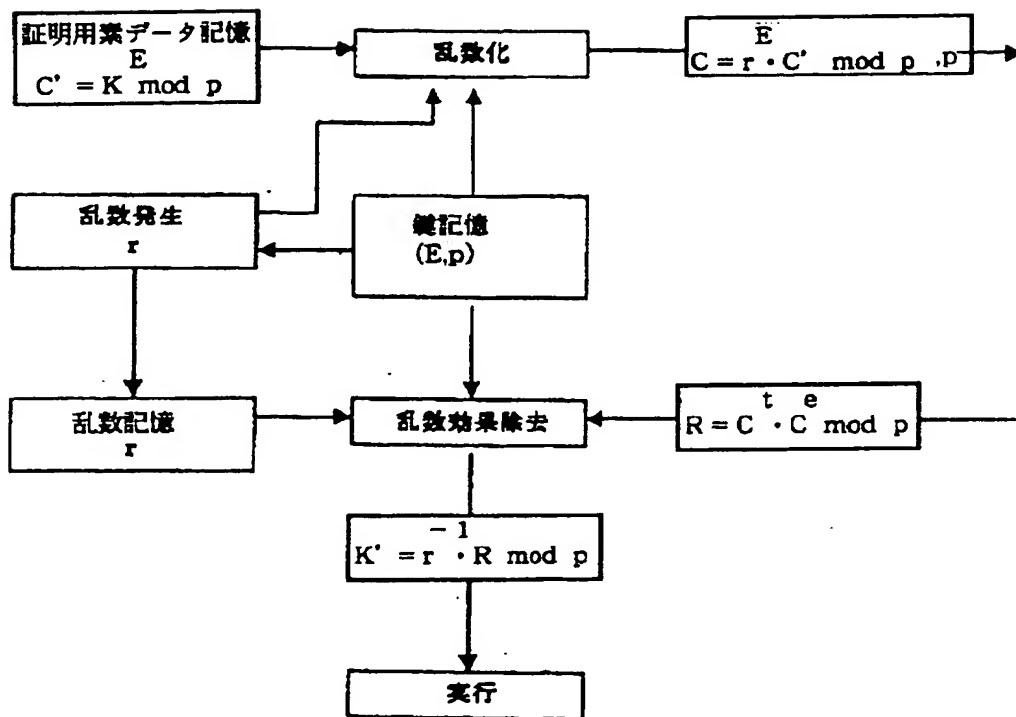 証明用素データ記憶
E
C' = K mod p
乱数化
E
C = r・C' mod p ,p
乱数発生
r
鍵記憶
(E,p)
乱数記憶
r
乱数効果除去
t e
R = C・C mod p
-1
K' = r・R mod p
実行